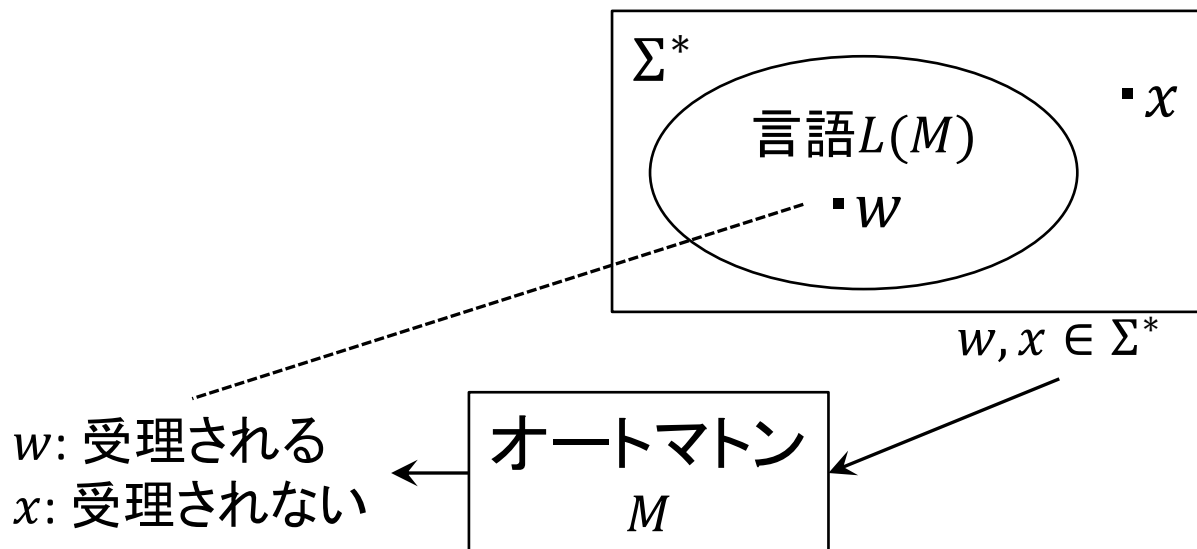 Σ*
言語L(M)
▪x
▪w
w, x ∈ Σ*
オートマトン
M
w: 受理される
x: 受理されない